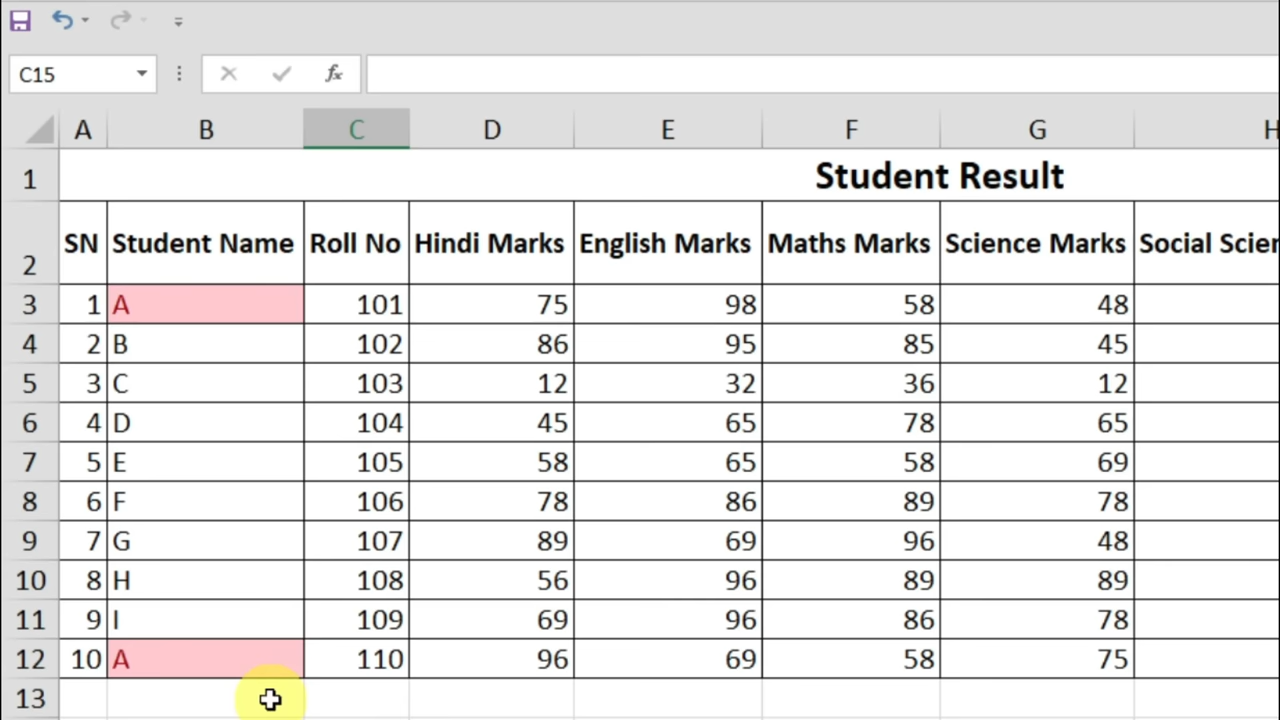 C15 fx
A B C D E F G H
1 Student Result
2 SN Student Name Roll No Hindi Marks English Marks Maths Marks Science Marks Social Scien
3 1 A 101 75 98 58 48
4 2 B 102 86 95 85 45
5 3 C 103 12 32 36 12
6 4 D 104 45 65 78 65
7 5 E 105 58 65 58 69
8 6 F 106 78 86 89 78
9 7 G 107 89 69 96 48
10 8 H 108 56 96 89 89
11 9 I 109 69 96 86 78
12 10 A 110 96 69 58 75
13